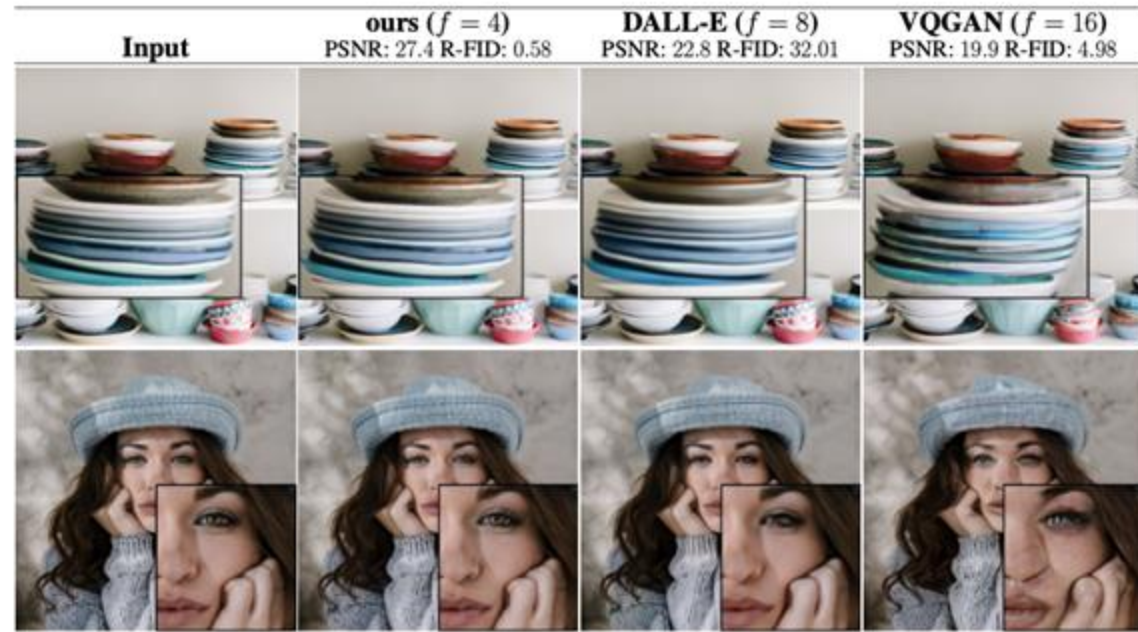 Input
ours (f = 4)
PSNR: 27.4 R-FID: 0.58
DALL-E (f = 8)
PSNR: 22.8 R-FID: 32.01
VQGAN (f = 16)
PSNR: 19.9 R-FID: 4.98